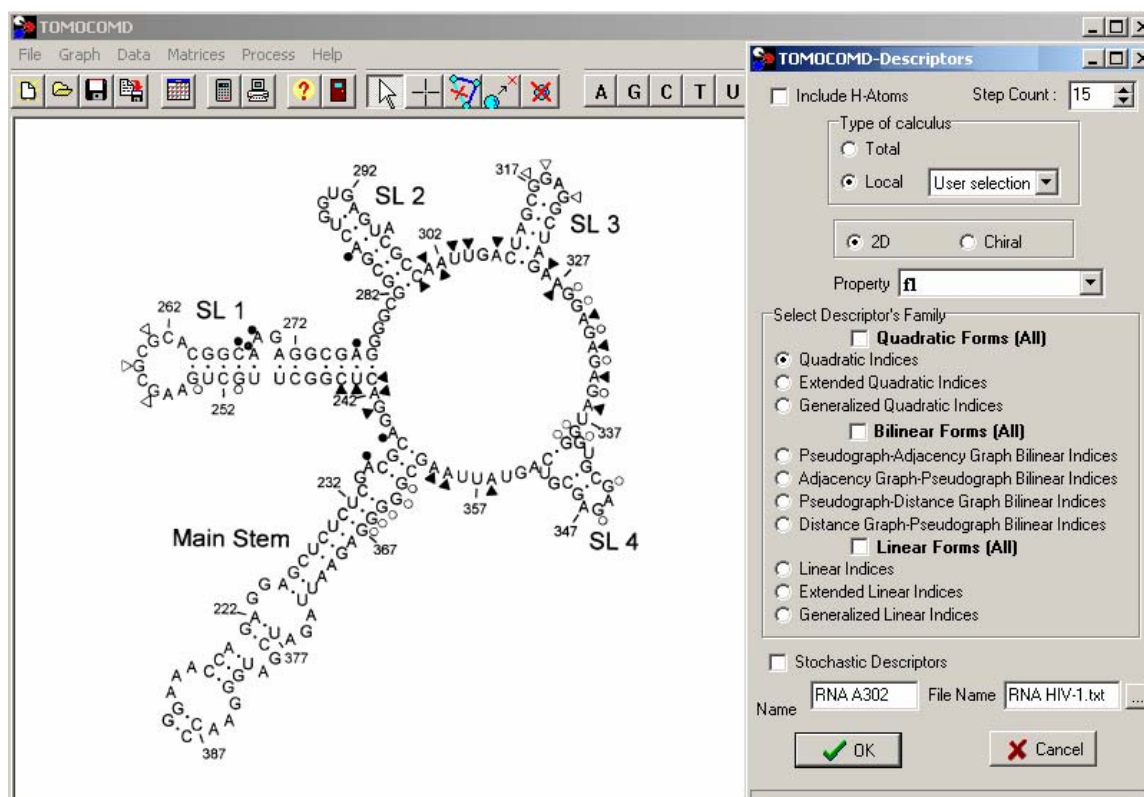 TOMOCOMD
File Graph Data Matrices Process Help
A G C T U
292
SL 2
302
317
SL 3
327
282
SL 1
262
272
252
242
337
SL 4
347
357
367
232
Main Stem
222
377
387
TOMOCOMD-Descriptors
Include H-Atoms Step Count : 15
Type of calculus
Total
Local User selection
2D Chiral
Property f1
Select Descriptor's Family
Quadratic Forms (All)
Quadratic Indices
Extended Quadratic Indices
Generalized Quadratic Indices
Bilinear Forms (All)
Pseudograph-Adjacency Graph Bilinear Indices
Adjacency Graph-Pseudograph Bilinear Indices
Pseudograph-Distance Graph Bilinear Indices
Distance Graph-Pseudograph Bilinear Indices
Linear Forms (All)
Linear Indices
Extended Linear Indices
Generalized Linear Indices
Stochastic Descriptors
Name RNA A302 File Name RNA HIV-1.txt ...
OK Cancel